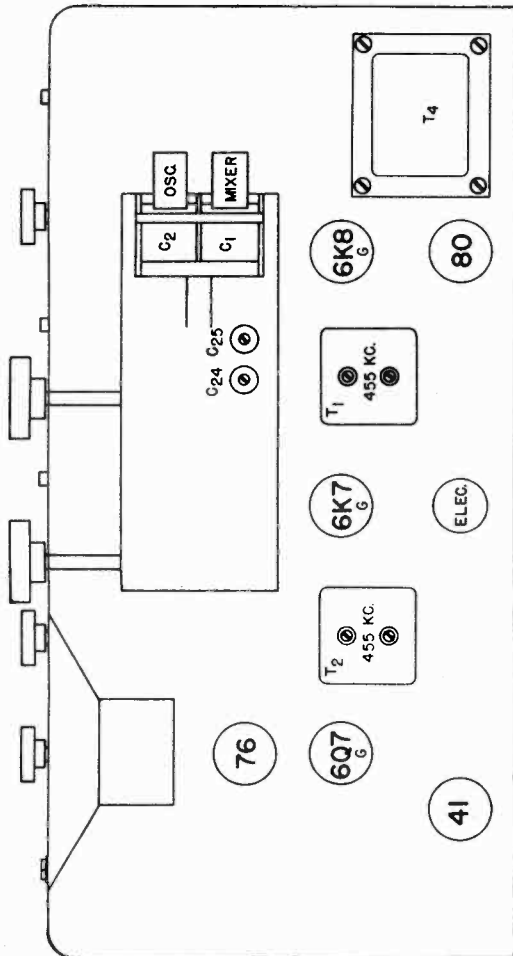 C2
OSC.
C1
MIXER
C24
C25
76
6Q7
G
T2
455 KC.
6K7
G
T1
455 KC.
6K8
G
T4
41
ELEC.
80